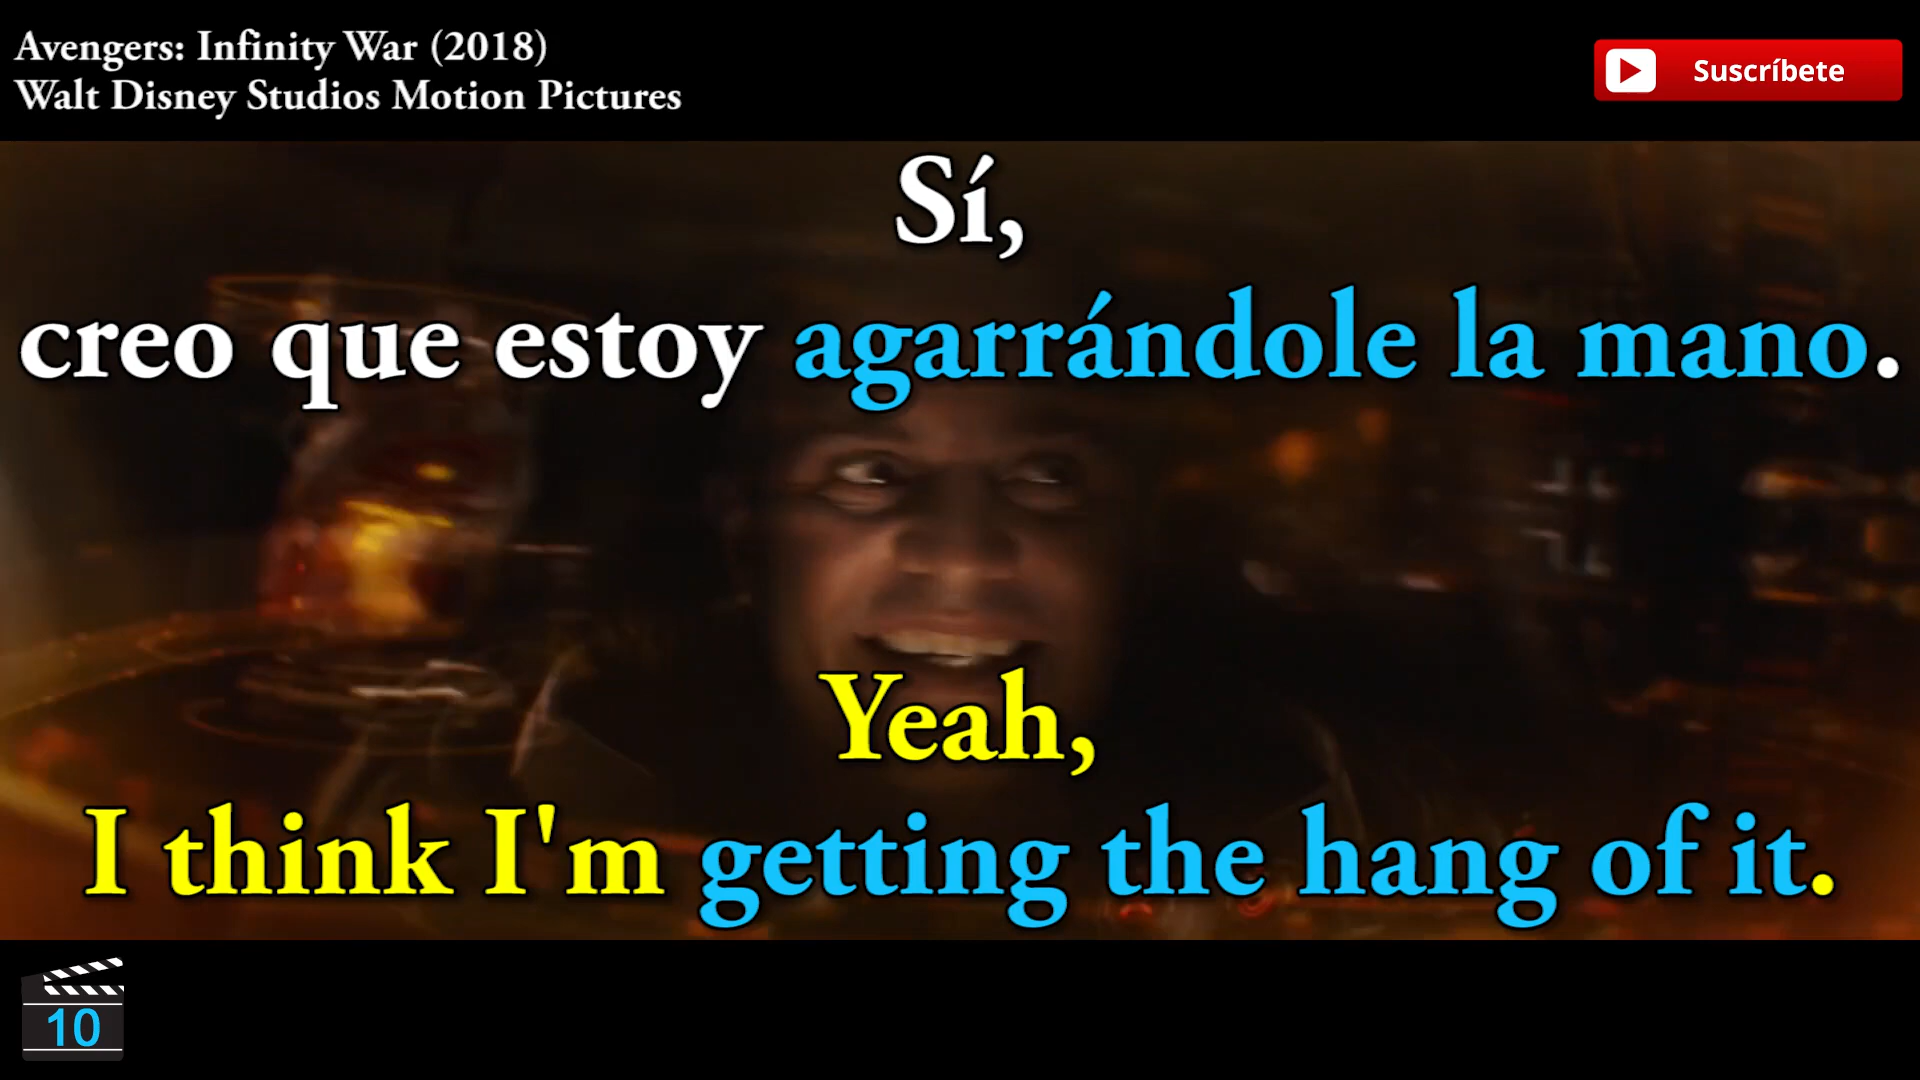 Avengers: Infinity War (2018)
Walt Disney Studios Motion Pictures
Suscríbete
Sí,
creo que estoy agarrándole la mano.
Yeah,
I think I'm getting the hang of it.
10